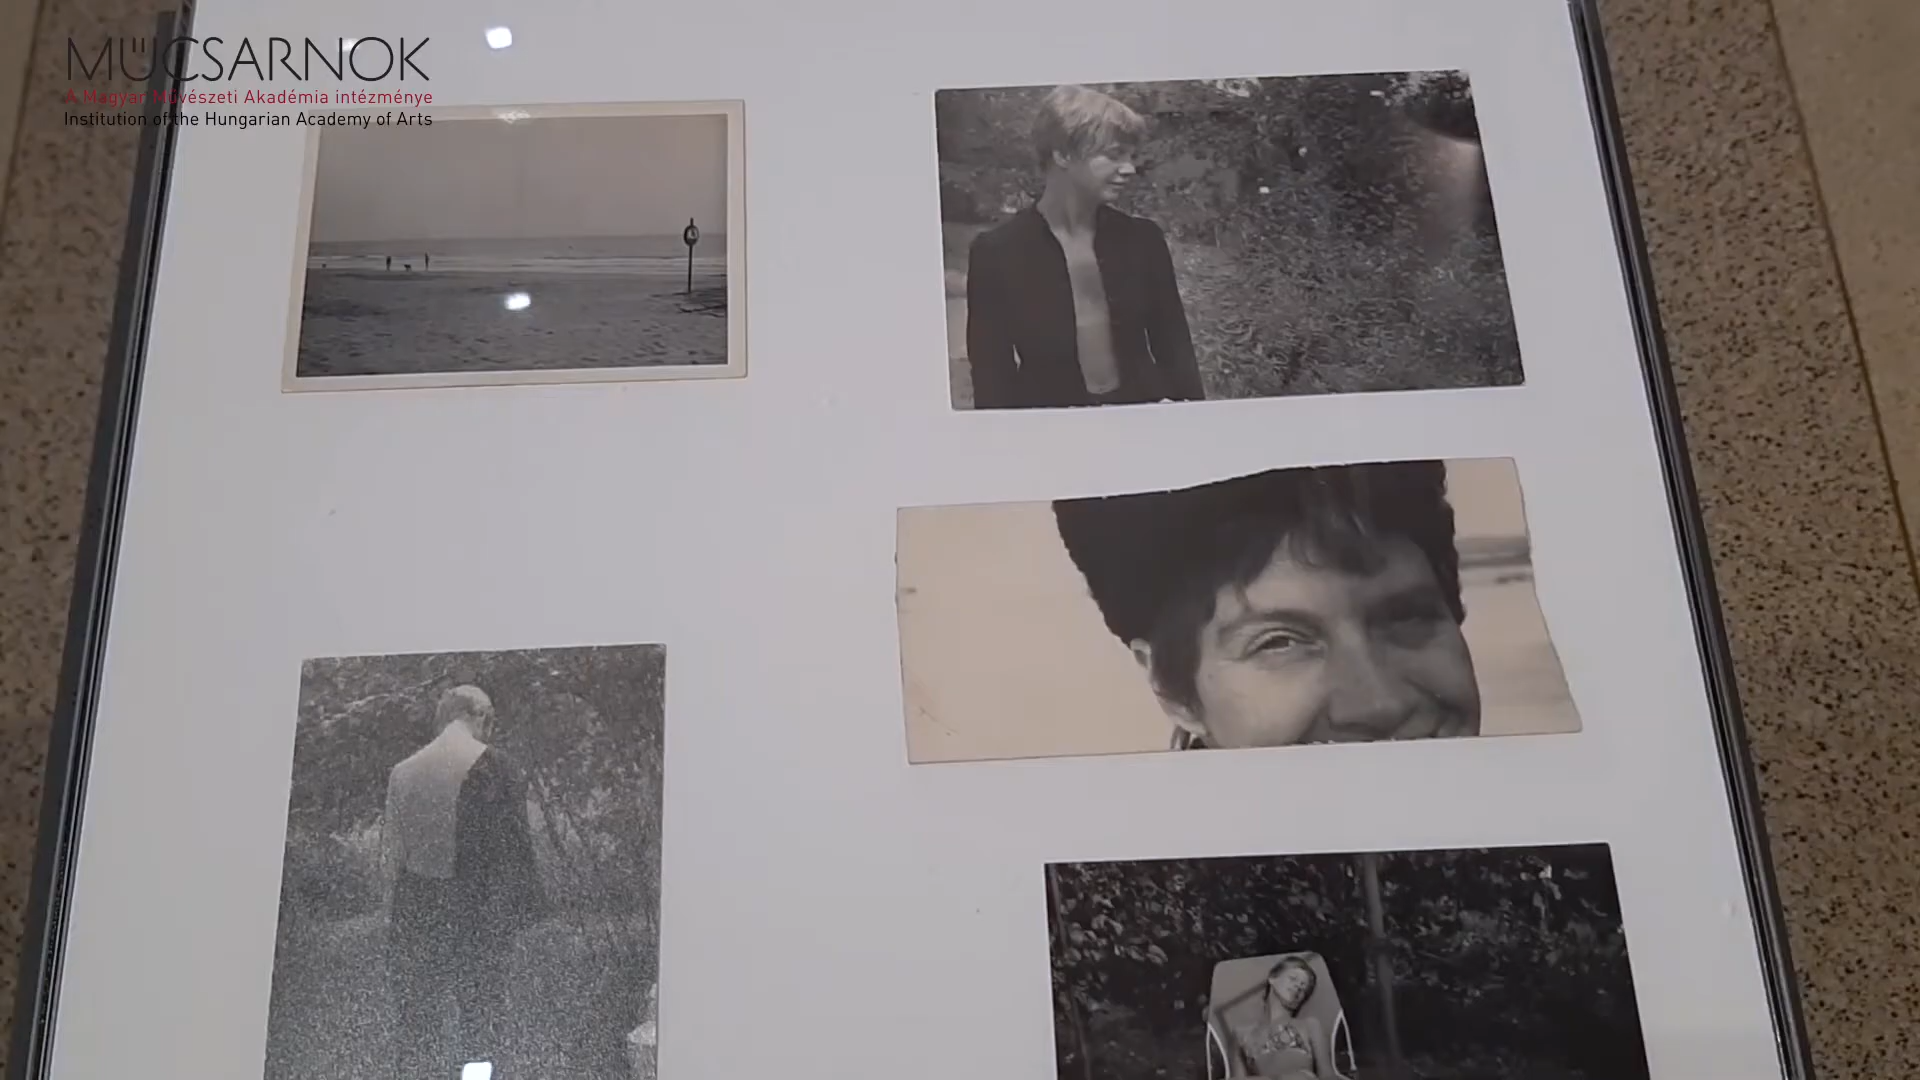 MŰCSARNOK
A Magyar Művészeti Akadémia intézménye
Institution of the Hungarian Academy of Arts